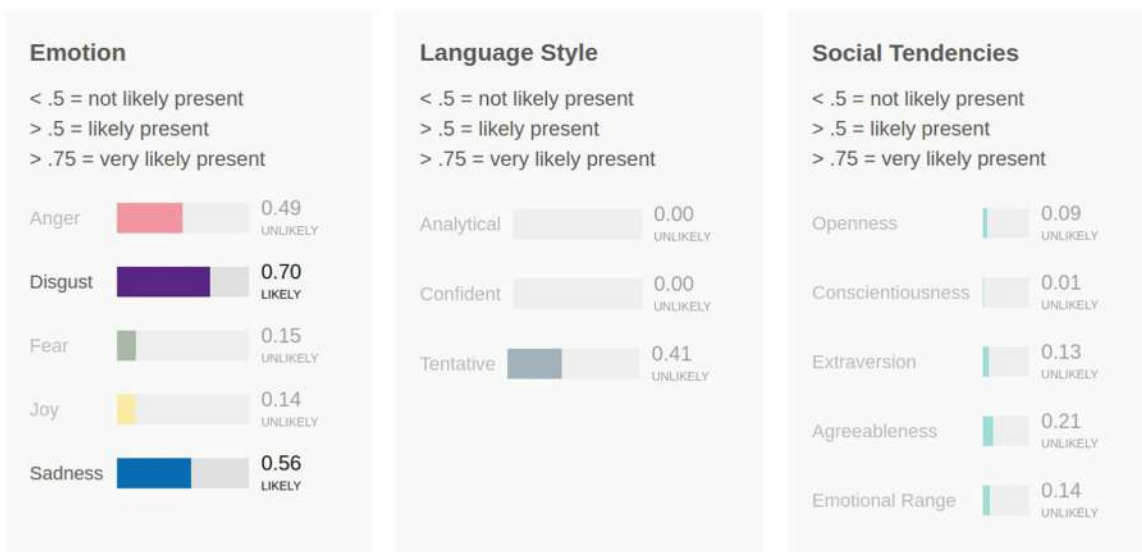 Emotion
< .5 = not likely present
> .5 = likely present
> .75 = very likely present
Anger
0.49
UNLIKELY
Disgust
0.70
LIKELY
Fear
0.15
UNLIKELY
Joy
0.14
UNLIKELY
Sadness
0.56
LIKELY
Language Style
< .5 = not likely present
> .5 = likely present
> .75 = very likely present
Analytical
0.00
UNLIKELY
Confident
0.00
UNLIKELY
Tentative
0.41
UNLIKELY
Social Tendencies
< .5 = not likely present
> .5 = likely present
> .75 = very likely present
Openness
0.09
UNLIKELY
Conscientiousness
0.01
UNLIKELY
Extraversion
0.13
UNLIKELY
Agreeableness
0.21
UNLIKELY
Emotional Range
0.14
UNLIKELY